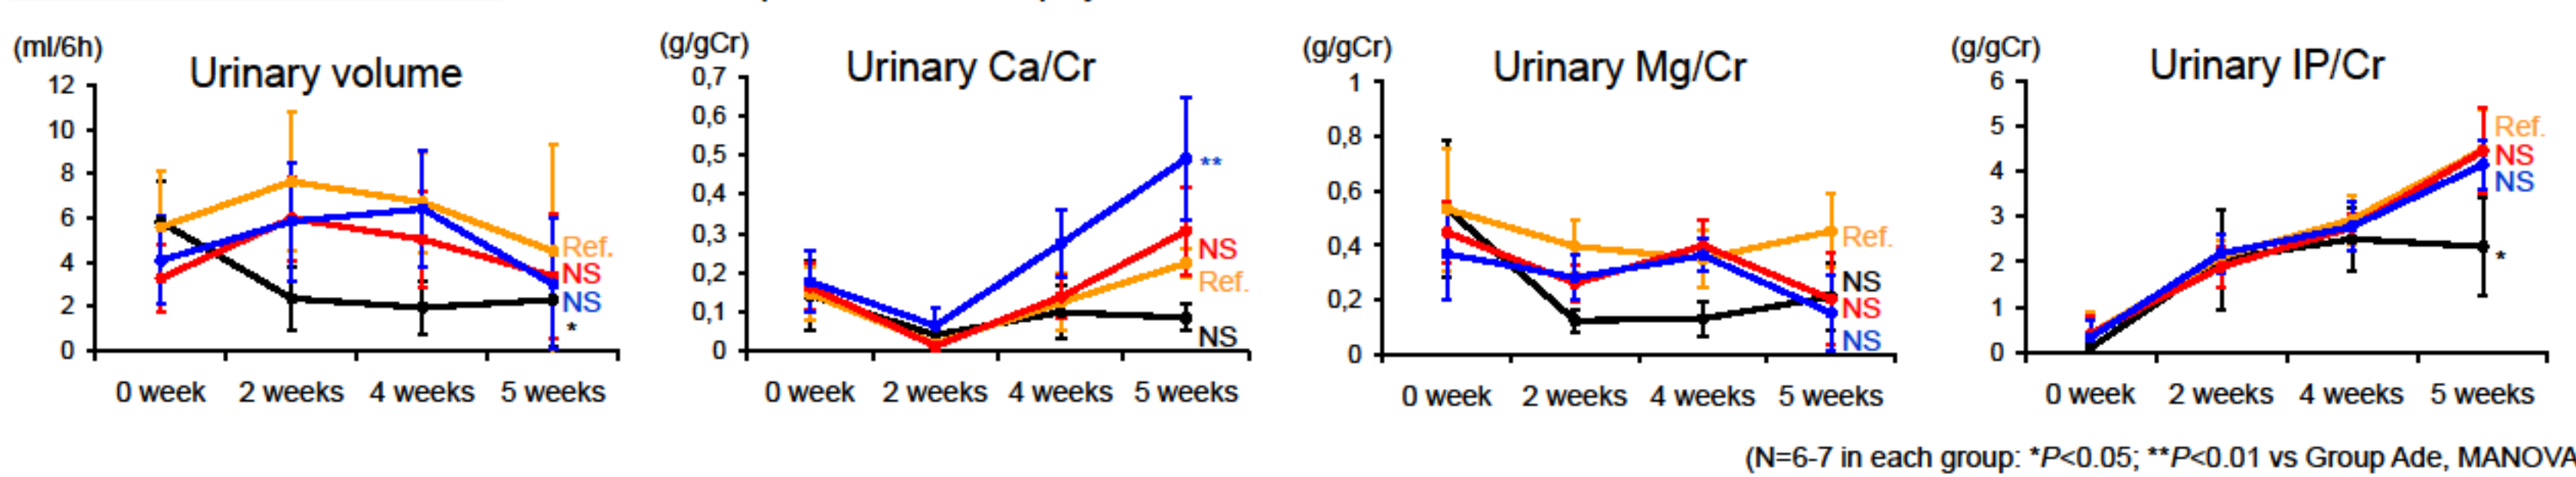 (ml/6h)
Urinary volume
12
10
8
6
4
2
0
Ref.
NS
NS
*
0 week 2 weeks 4 weeks 5 weeks
(g/gCr)
Urinary Ca/Cr
0,7
0,6
0,5
0,4
0,3
0,2
0,1
0
**
NS
Ref.
NS
0 week 2 weeks 4 weeks 5 weeks
(g/gCr)
Urinary Mg/Cr
1
0,8
0,6
0,4
0,2
0
Ref.
NS
NS
NS
0 week 2 weeks 4 weeks 5 weeks
(g/gCr)
Urinary IP/Cr
6
5
4
3
2
1
0
Ref.
NS
NS
*
0 week 2 weeks 4 weeks 5 weeks
(N=6-7 in each group: *P<0.05; **P<0.01 vs Group Ade, MANOVA